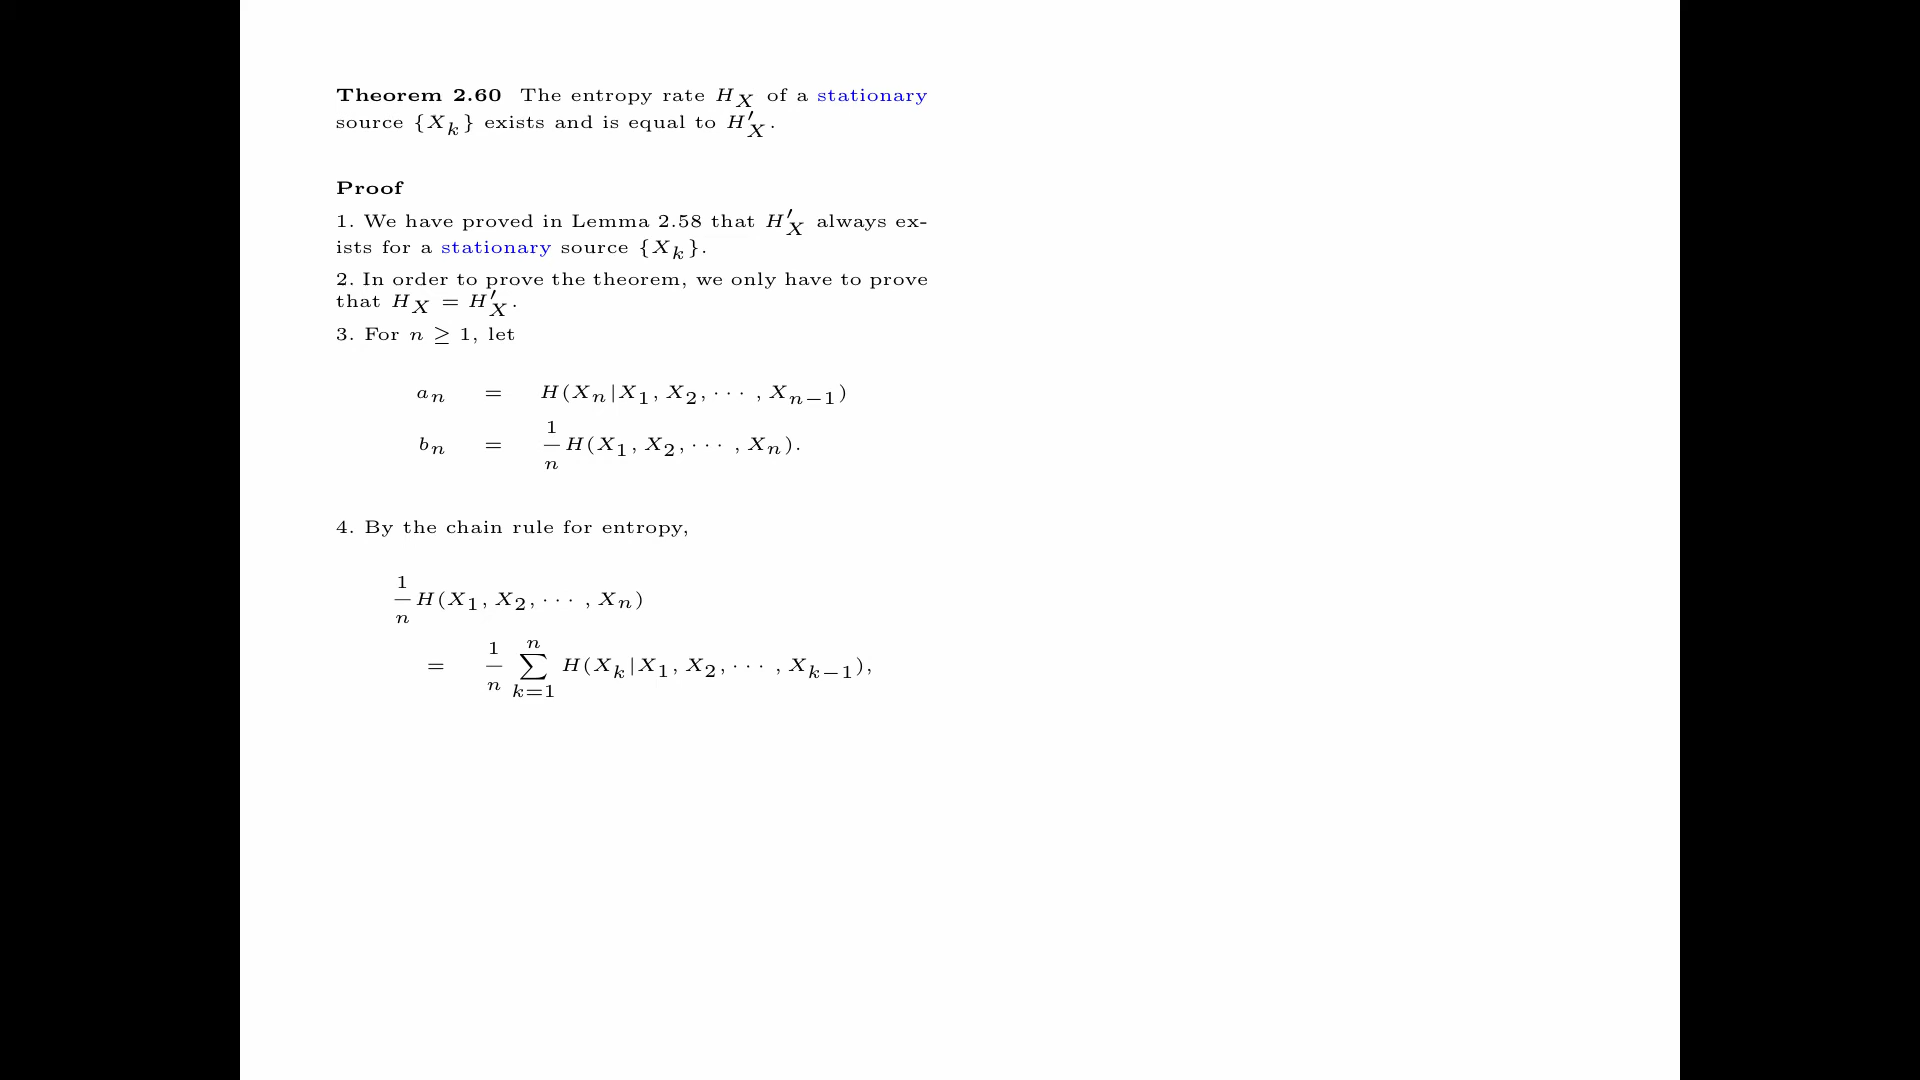 Theorem 2.60 The entropy rate H_X of a stationary
source {X_k} exists and is equal to H'_X.
Proof
1. We have proved in Lemma 2.58 that H'_X always ex-
ists for a stationary source {X_k}.
2. In order to prove the theorem, we only have to prove
that H_X = H'_X.
3. For n ≥ 1, let
a_n = H(X_n|X_1, X_2, · · · , X_{n−1})
b_n = \frac{1}{n} H(X_1, X_2, · · · , X_n).
4. By the chain rule for entropy,
\frac{1}{n} H(X_1, X_2, · · · , X_n)
= \frac{1}{n} \sum_{k=1}^{n} H(X_k|X_1, X_2, · · · , X_{k−1}),